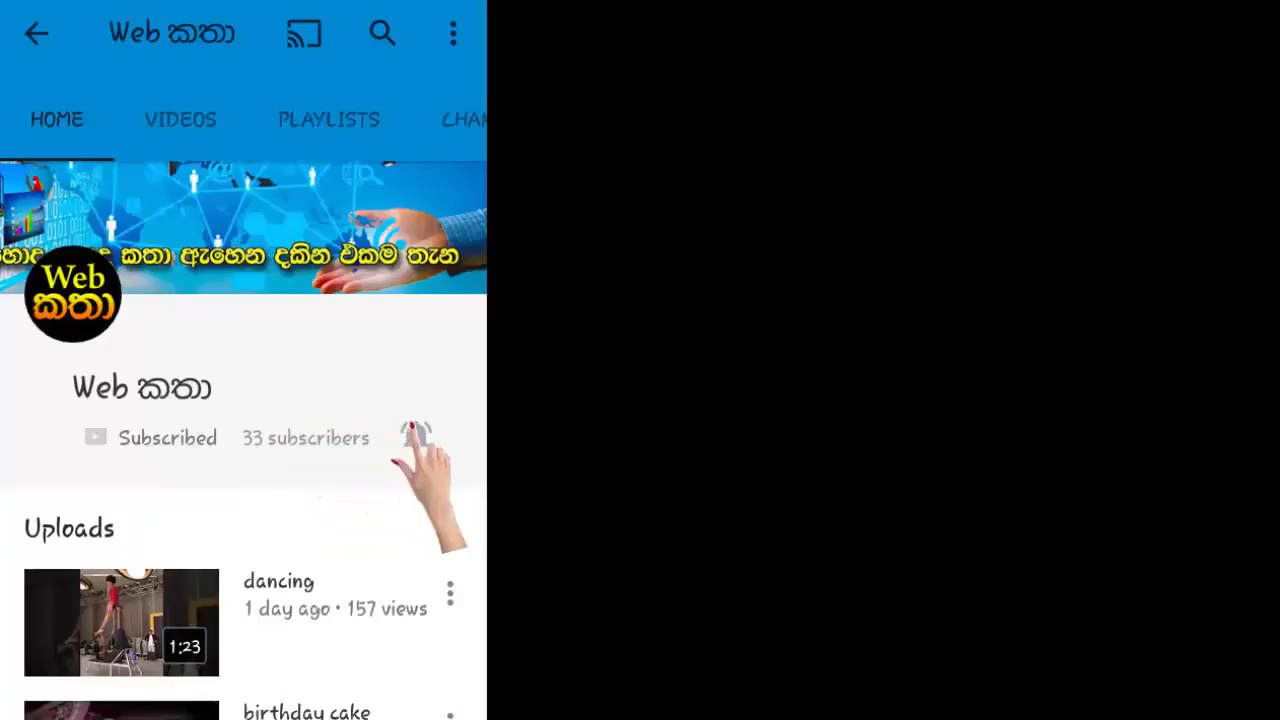 Web කතා
HOME VIDEOS PLAYLISTS
කතා ඇහෙන දකින එකම තැන
Web
කතා
Web කතා
Subscribed 33 subscribers
Uploads
dancing
1 day ago • 157 views
1:23
birthday cake